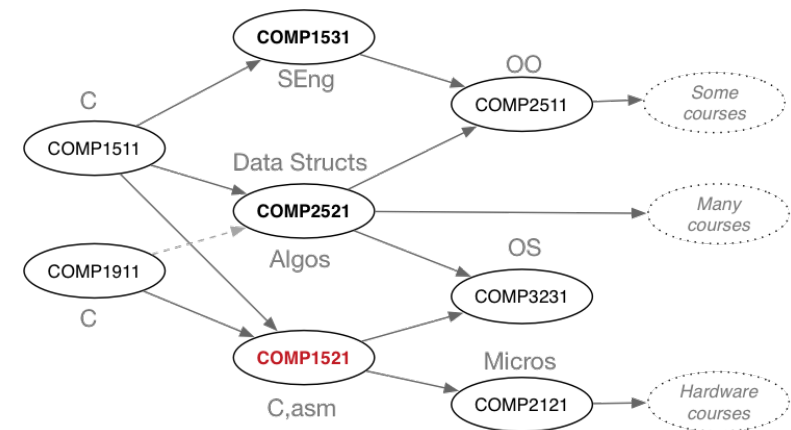 COMP1531
SEng
OO
C
COMP2511
Some
courses
COMP1511
Data Structs
COMP2521
Many
courses
Algos
OS
COMP1911
C
COMP3231
COMP1521
Micros
C,asm
COMP2121
Hardware
courses